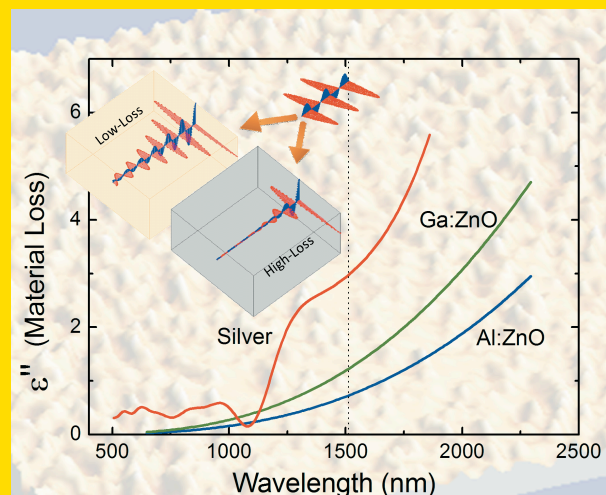 6
4
2
0
ε" (Material Loss)
Low-Loss
High-Loss
Silver
Ga:ZnO
Al:ZnO
500
1000
1500
2000
2500
Wavelength (nm)